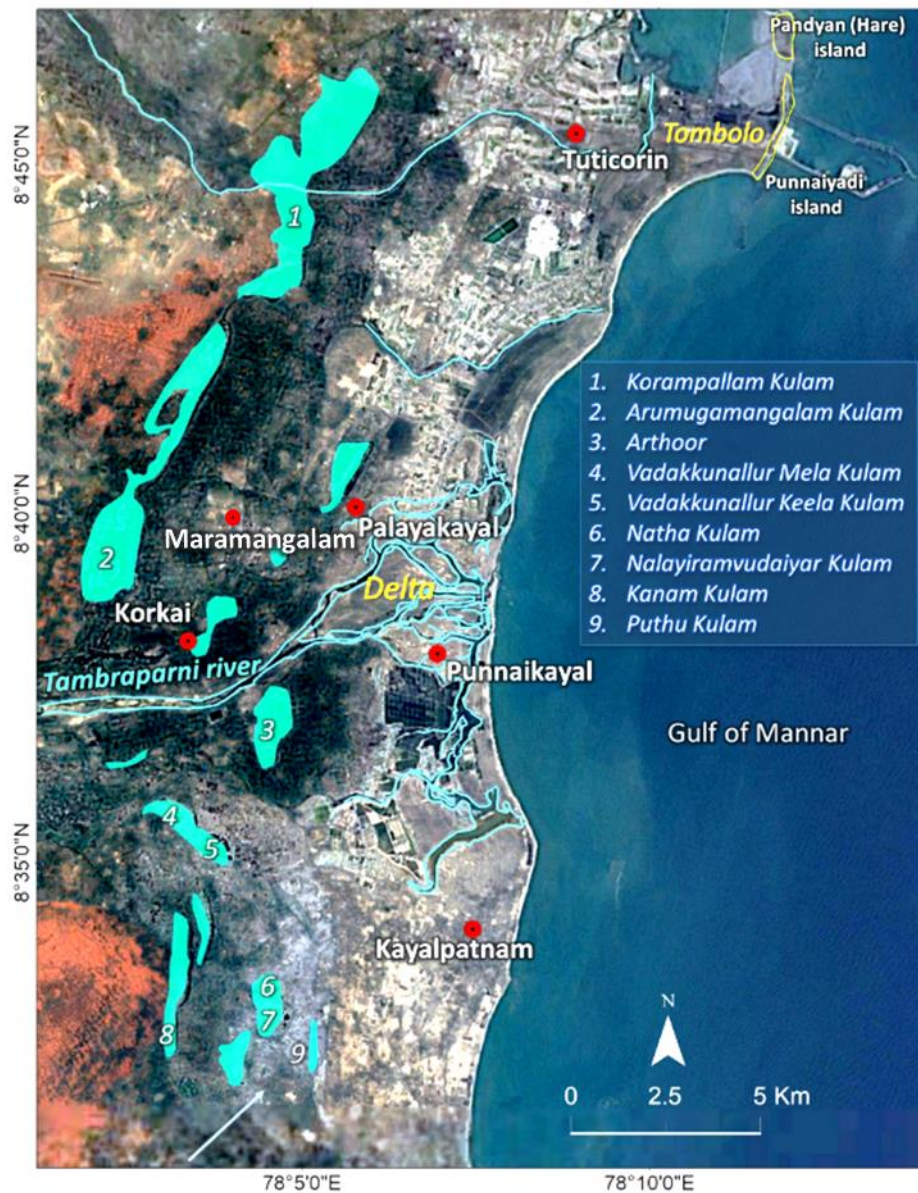 Pandyan (Hare)
island
Tombolo
Tuticorin
Punnaiyadi
island
8°45'0"N
1
1. Korampallam Kulam
2. Arumugamangalam Kulam
3. Arthoor
4. Vadakkunallur Mela Kulam
5. Vadakkunallur Keela Kulam
6. Natha Kulam
7. Nalayiramvudaiyar Kulam
8. Kanam Kulam
9. Puthu Kulam
8°40'0"N
Maramangalam
Palayakayal
2
Delta
Korkai
Punnaikayal
Tambraparni river
3
Gulf of Mannar
4
5
8°35'0"N
Kayalpatnam
6
7
8
9
N
0 2.5 5 Km
78°5'0"E
78°10'0"E